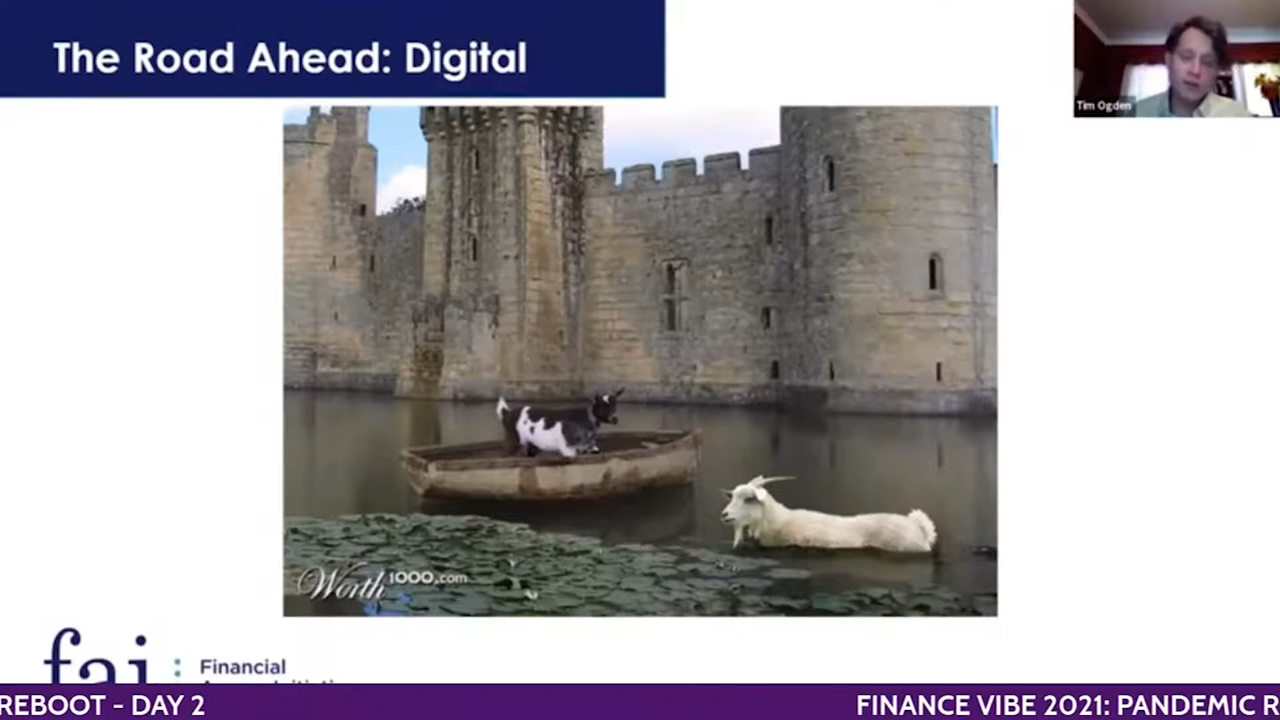 The Road Ahead: Digital
Tim Ogden
Worth1000.com
fai
Financial
REBOOT - DAY 2
FINANCE VIBE 2021: PANDEMIC R